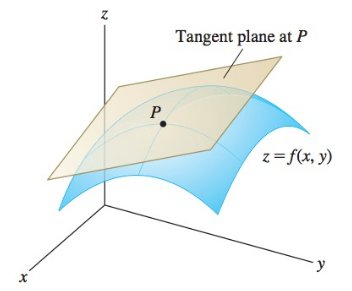 z
Tangent plane at P
P
z = f(x, y)
y
x